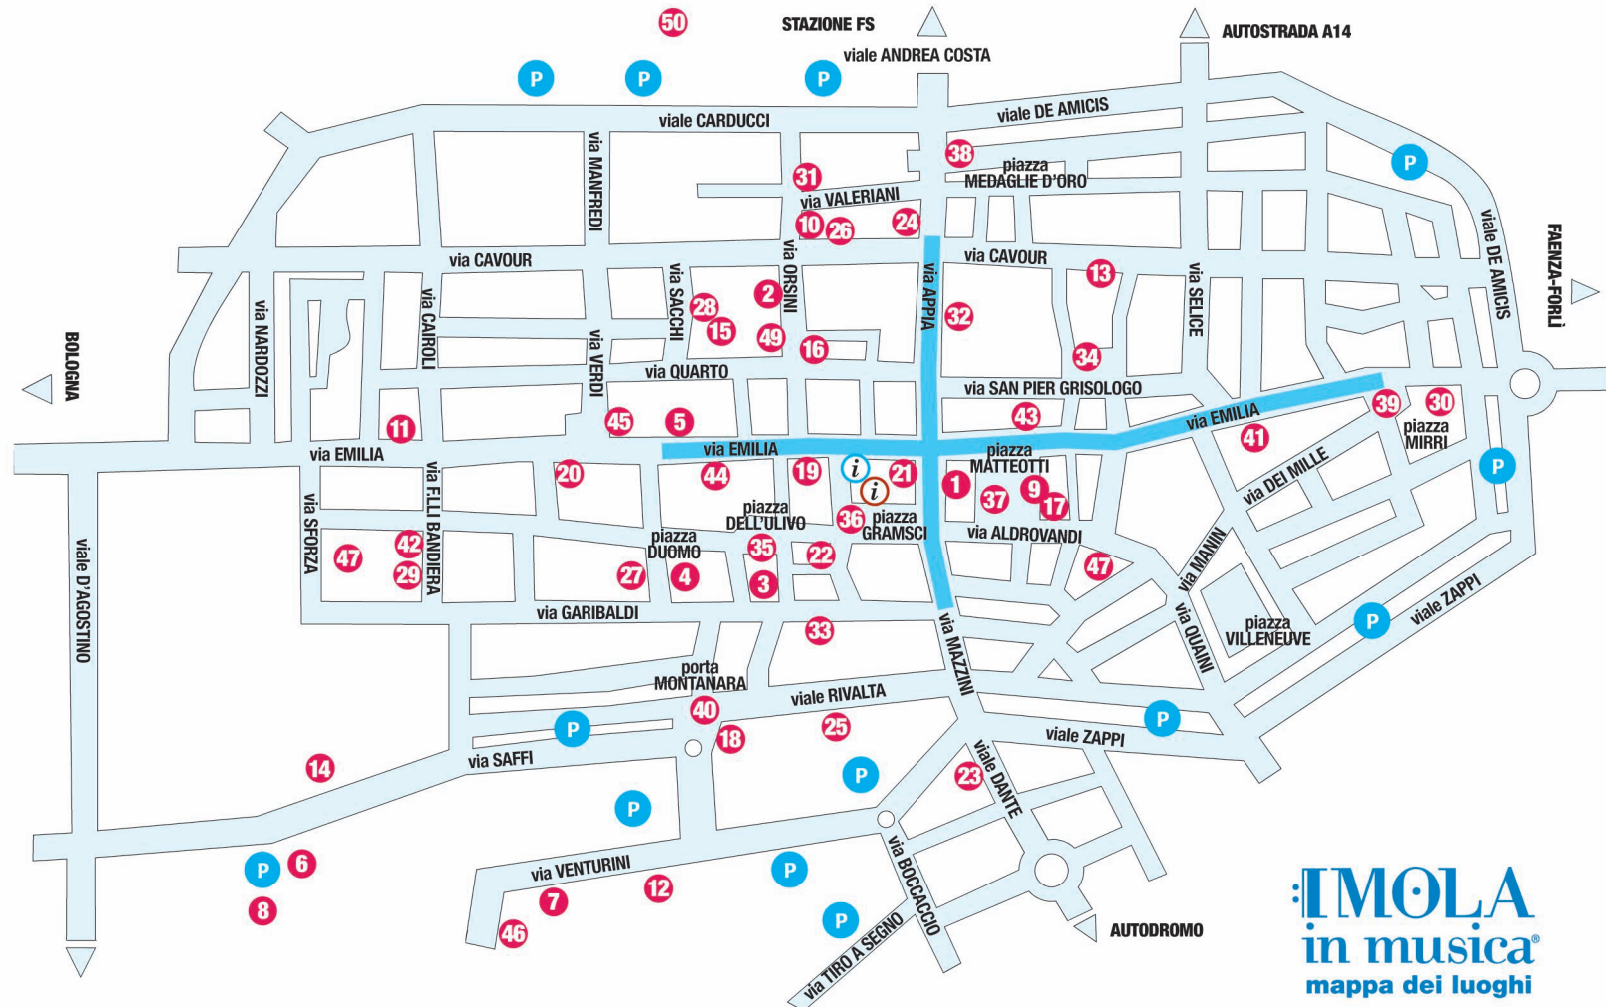 50
STAZIONE FS
AUTOSTRADA A14
viale ANDREA COSTA
P
P
P
viale DE AMICIS
viale CARDUCCI
via MANFREDI
38
P
piazza
MEDAGLIE D'ORO
31
via VALERIANI
10
26
24
viale DE AMICIS
FAENZA-FORLÌ
via CAVOUR
via ORSINI
via CAVOUR
13
via SACCHI
via APPIA
via SELICE
2
28
15
49
16
32
34
via NARDOZZI
via CAIROLI
via VERDI
BOLOGNA
via QUARTO
via SAN PIER GRISOLOGO
11
45
5
43
39
30
via EMILIA
41
piazza
MIRRI
via EMILIA
via EMILIA
piazza
MATTEOTTI
20
44
19
i
i
21
1
37
9
17
via DEI MILLE
P
via SFORZA
via F.LLI BANDIERA
piazza
DELL'ULIVO
36
piazza
GRAMSCI
via ALDROVANDI
47
42
29
piazza
DUOMO
35
22
27
4
3
47
via MANIN
viale D'AGOSTINO
via GARIBALDI
33
via MAZZINI
via QUAINI
piazza
VILLENEUVE
P
viale ZAPPI
porta
MONTANARA
viale RIVALTA
40
18
25
P
P
viale ZAPPI
via SAFFI
14
P
23
viale DANTE
P
6
P
8
via VENTURINI
7
12
46
P
P
via BOCCACCIO
via TIRO A SEGNO
AUTODROMO
IMOLA
in musica®
mappa dei luoghi